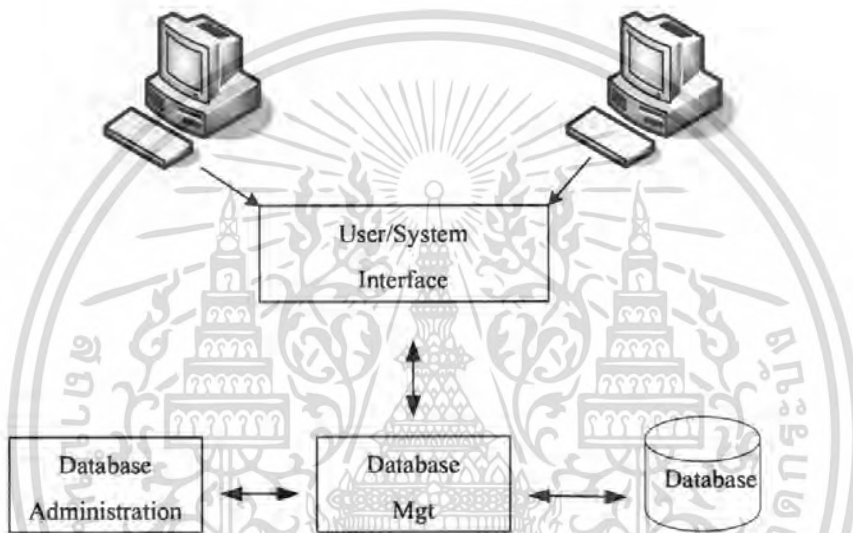 User/System
Interface
Database
Administration
Database
Mgt
Database